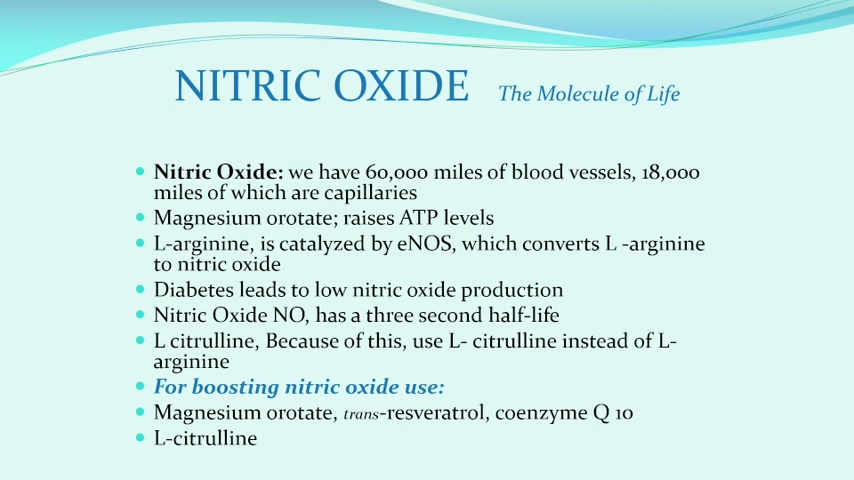 NITRIC OXIDE The Molecule of Life
Nitric Oxide: we have 60,000 miles of blood vessels, 18,000
miles of which are capillaries
Magnesium orotate; raises ATP levels
L-arginine, is catalyzed by eNOS, which converts L -arginine
to nitric oxide
Diabetes leads to low nitric oxide production
Nitric Oxide NO, has a three second half-life
L citrulline, Because of this, use L- citrulline instead of L-
arginine
For boosting nitric oxide use:
Magnesium orotate, trans-resveratrol, coenzyme Q 10
L-citrulline